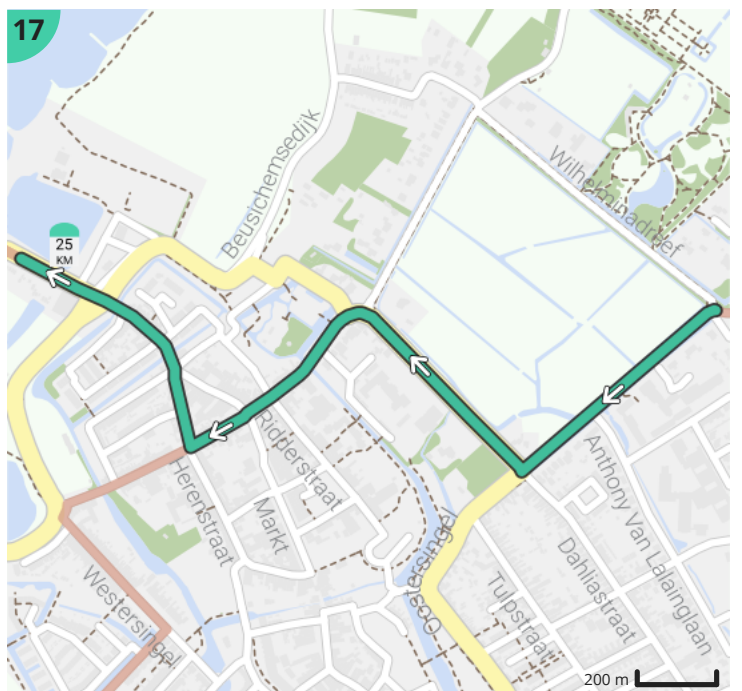 17
Beusichemsedijk
Wilhelminadreef
25
KM
Ridderstraat
Herenstraat
Markt
Oostersingel
Anthony Van Lalainglaan
Dahliastraat
Tulpstraat
Westersingel
200 m